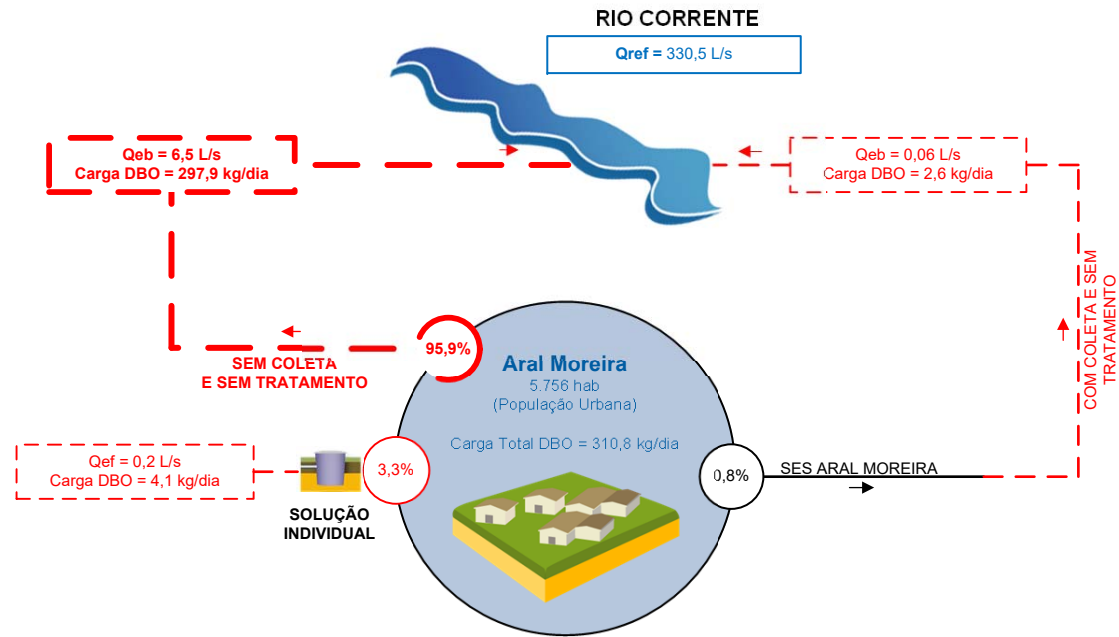 RIO CORRENTE
Qref = 330,5 L/s
Qeb = 6,5 L/s
Carga DBO = 297,9 kg/dia
Qeb = 0,06 L/s
Carga DBO = 2,6 kg/dia
COM COLETA E SEM
TRATAMENTO
95,9%
SEM COLETA
E SEM TRATAMENTO
Aral Moreira
5.756 hab
(População Urbana)
Carga Total DBO = 310,8 kg/dia
Qef = 0,2 L/s
Carga DBO = 4,1 kg/dia
3,3%
SOLUÇÃO
INDIVIDUAL
0,8%
SES ARAL MOREIRA